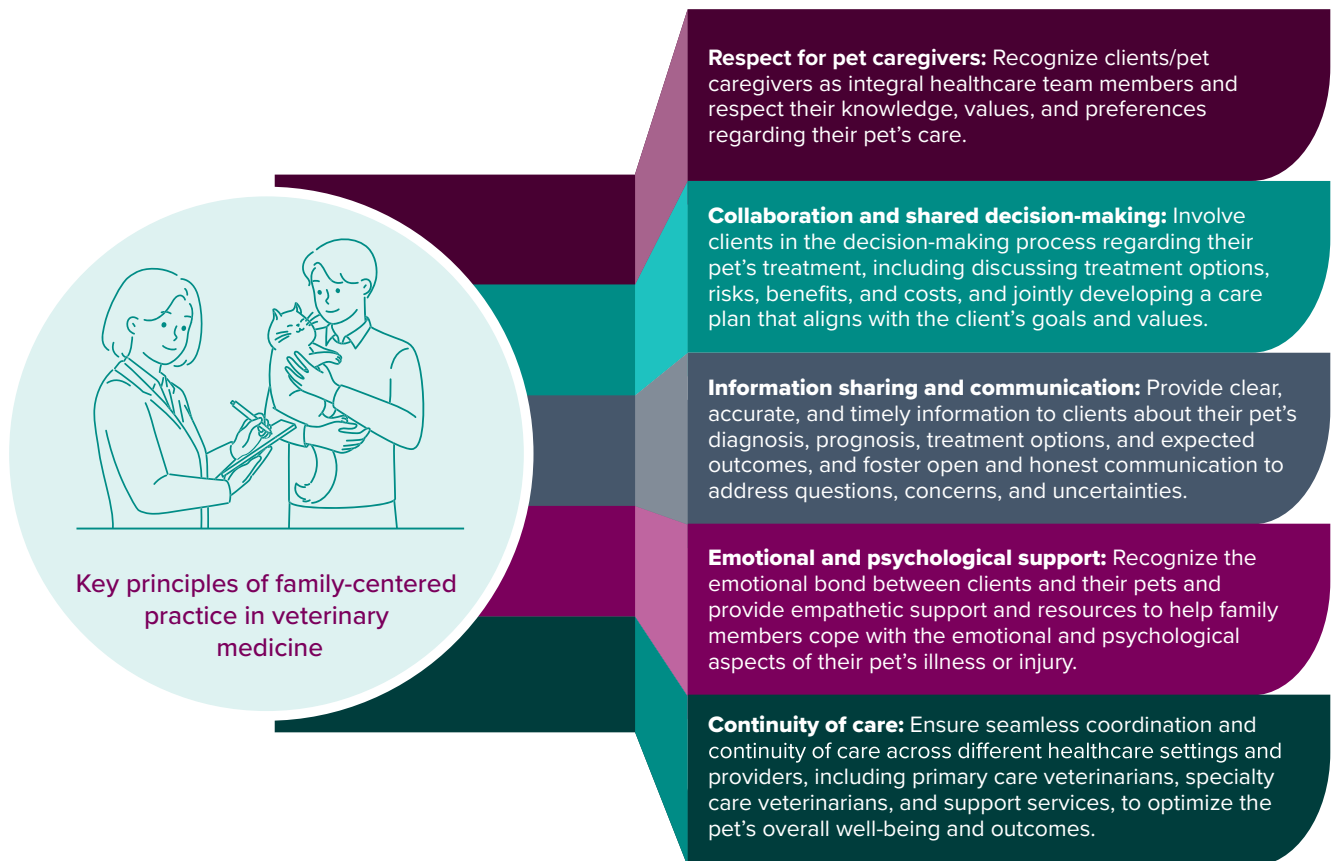 Key principles of family-centered
practice in veterinary
medicine
Respect for pet caregivers: Recognize clients/pet
caregivers as integral healthcare team members and
respect their knowledge, values, and preferences
regarding their pet’s care.
Collaboration and shared decision-making: Involve
clients in the decision-making process regarding their
pet’s treatment, including discussing treatment options,
risks, benefits, and costs, and jointly developing a care
plan that aligns with the client’s goals and values.
Information sharing and communication: Provide clear,
accurate, and timely information to clients about their pet’s
diagnosis, prognosis, treatment options, and expected
outcomes, and foster open and honest communication to
address questions, concerns, and uncertainties.
Emotional and psychological support: Recognize the
emotional bond between clients and their pets and
provide empathetic support and resources to help family
members cope with the emotional and psychological
aspects of their pet’s illness or injury.
Continuity of care: Ensure seamless coordination and
continuity of care across different healthcare settings and
providers, including primary care veterinarians, specialty
care veterinarians, and support services, to optimize the
pet’s overall well-being and outcomes.